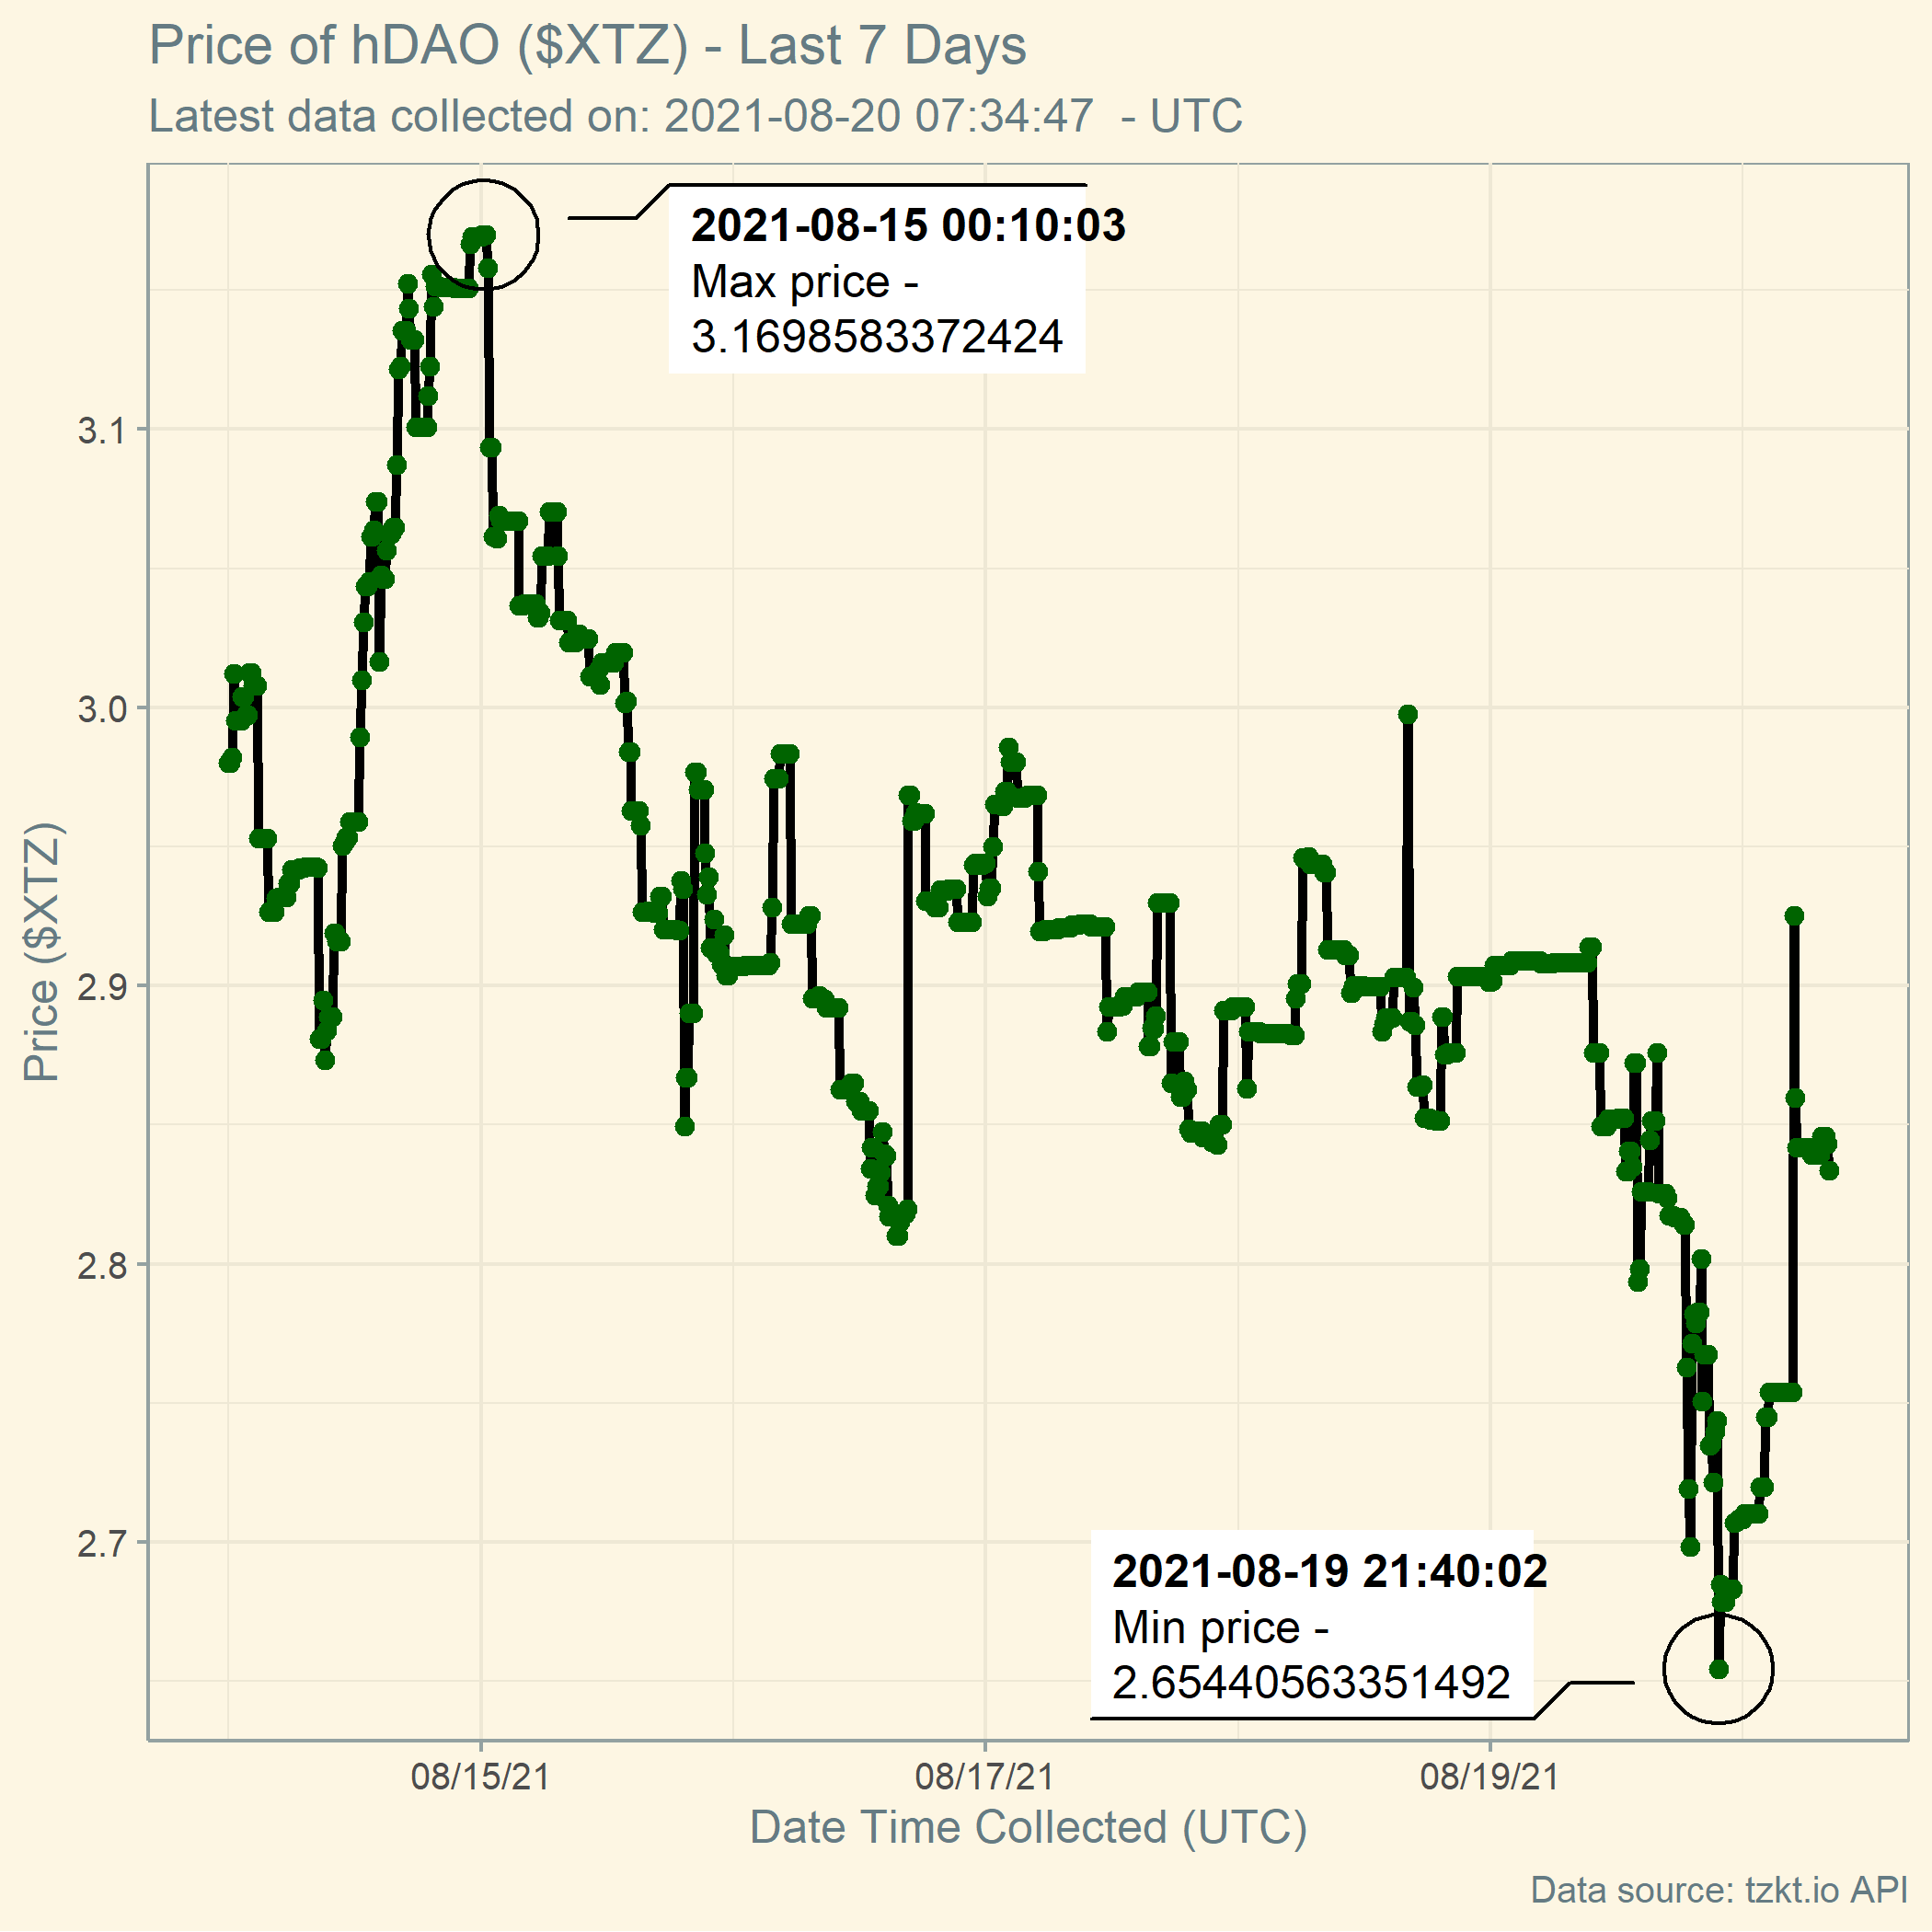 Price of hDAO ($XTZ) - Last 7 Days
Latest data collected on: 2021-08-20 07:34:47  - UTC
2021-08-15 00:10:03
Max price -
3.1698583372424
3.1
3.0
2.9
2.8
2.7
Price ($XTZ)
2021-08-19 21:40:02
Min price -
2.65440563351492
08/15/21
08/17/21
08/19/21
Date Time Collected (UTC)
Data source: tzkt.io API